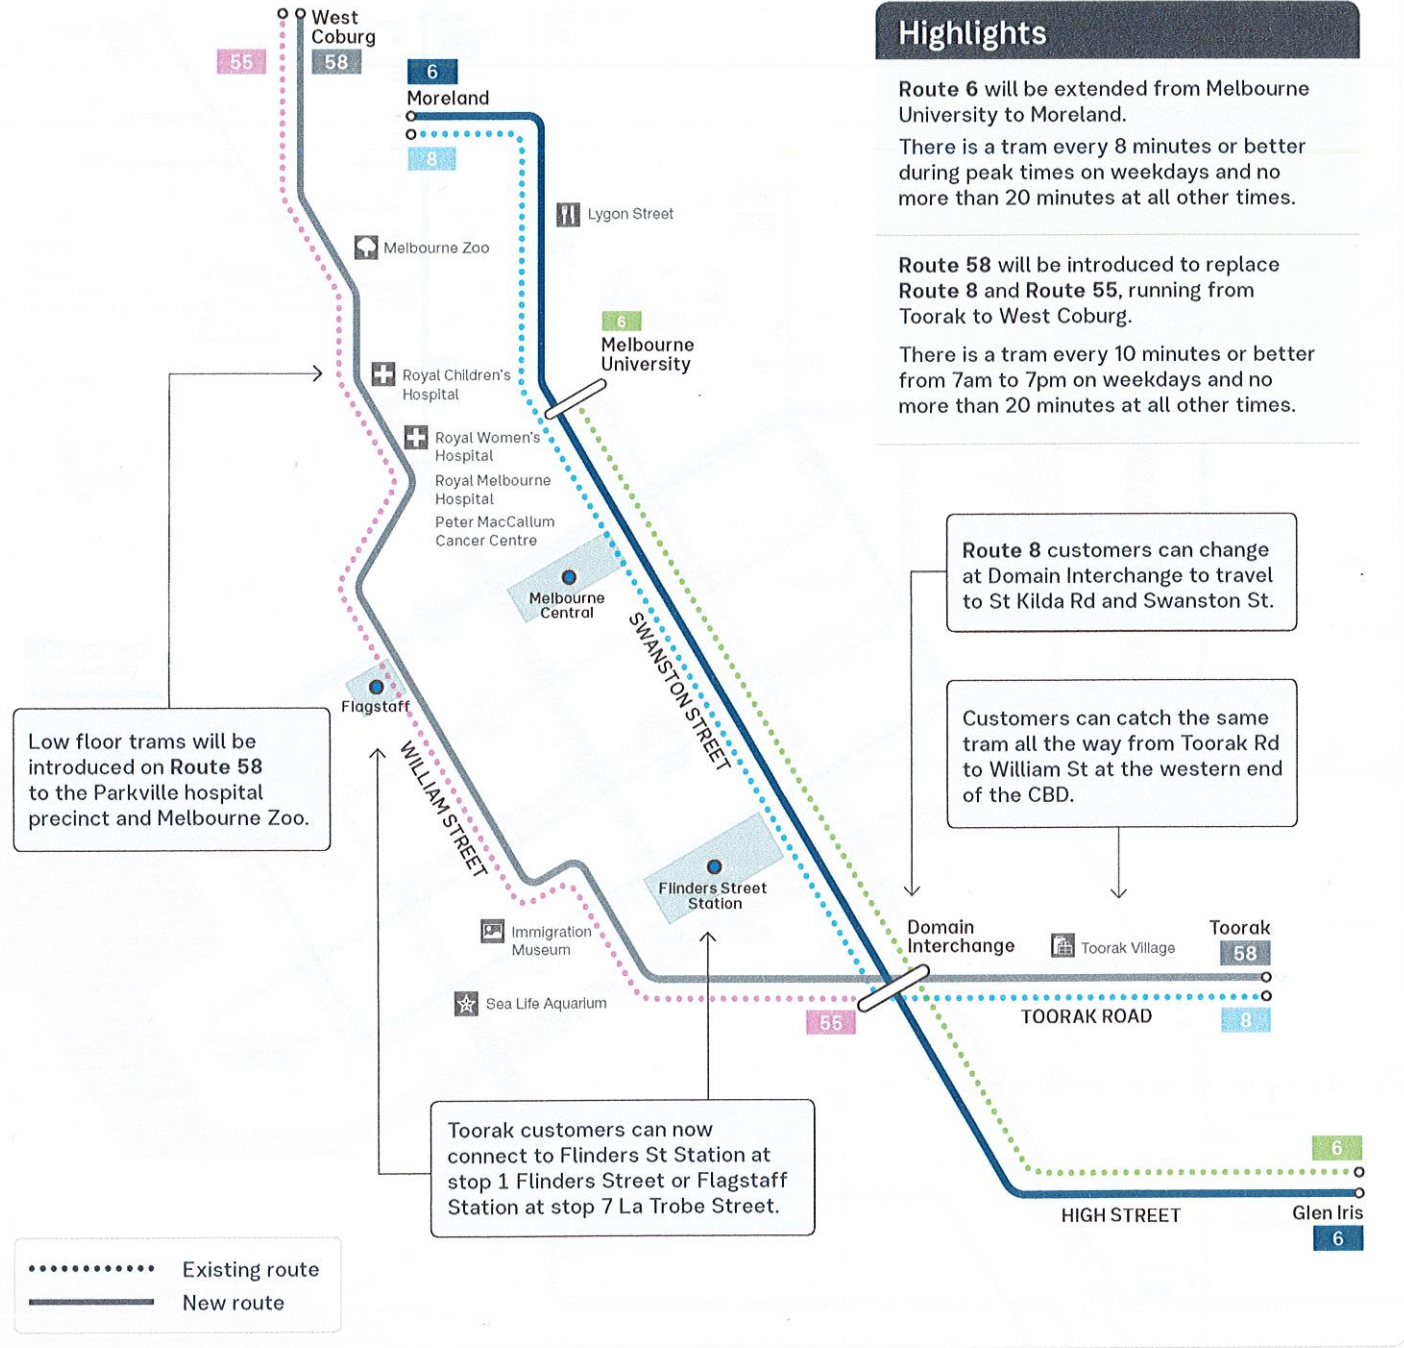 West
Coburg
55
58
6
Moreland
8
Lygon Street
Melbourne Zoo
6
Melbourne
University
Royal Children's
Hospital
Royal Women's
Hospital
Royal Melbourne
Hospital
Peter MacCallum
Cancer Centre
Melbourne
Central
SWANSTON STREET
Flagstaff
WILLIAM STREET
Flinders Street
Station
Immigration
Museum
Sea Life Aquarium
55
Domain
Interchange
Toorak Village
Toorak
58
TOORAK ROAD
8
6
HIGH STREET
Glen Iris
6
Highlights
Route 6 will be extended from Melbourne
University to Moreland.
There is a tram every 8 minutes or better
during peak times on weekdays and no
more than 20 minutes at all other times.
Route 58 will be introduced to replace
Route 8 and Route 55, running from
Toorak to West Coburg.
There is a tram every 10 minutes or better
from 7am to 7pm on weekdays and no
more than 20 minutes at all other times.
Route 8 customers can change
at Domain Interchange to travel
to St Kilda Rd and Swanston St.
Customers can catch the same
tram all the way from Toorak Rd
to William St at the western end
of the CBD.
Low floor trams will be
introduced on Route 58
to the Parkville hospital
precinct and Melbourne Zoo.
Toorak customers can now
connect to Flinders St Station at
stop 1 Flinders Street or Flagstaff
Station at stop 7 La Trobe Street.
Existing route
New route